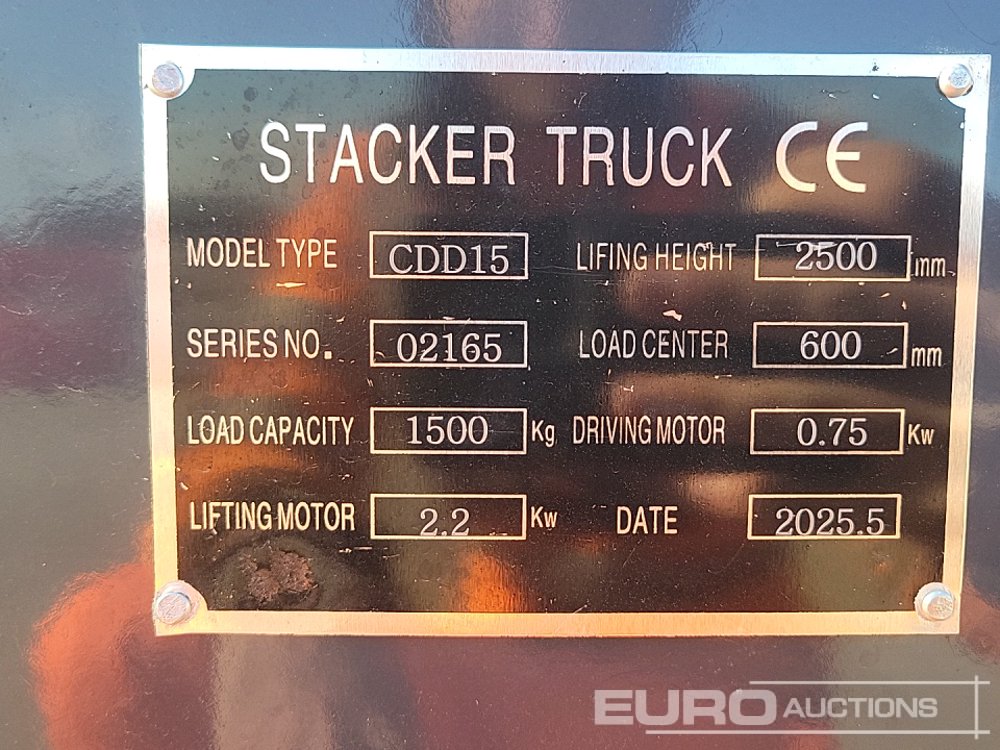 STACKER TRUCK CE
MODEL TYPE CDD15 LIFING HEIGHT 2500 mm
SERIES NO. 02165 LOAD CENTER 600 mm
LOAD CAPACITY 1500 Kg DRIVING MOTOR 0.75 Kw
LIFTING MOTOR 2.2 Kw DATE 2025.5
EURO AUCTIONS